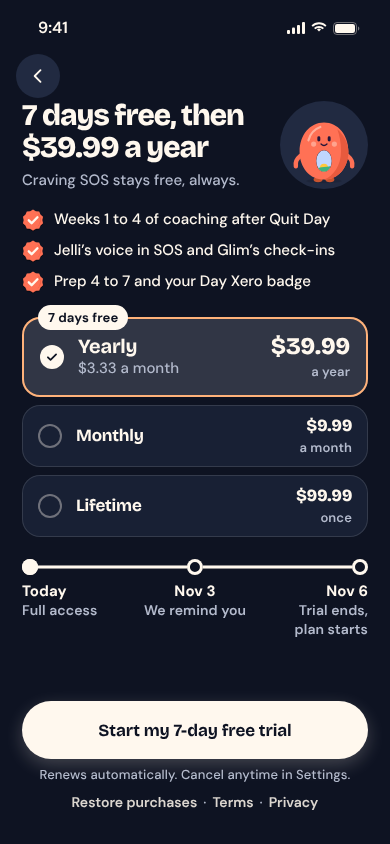 9:41
7 days free, then
$39.99 a year
Craving SOS stays free, always.
Weeks 1 to 4 of coaching after Quit Day
Jelli’s voice in SOS and Glim’s check-ins
Prep 4 to 7 and your Day Xero badge
7 days free
Yearly
$3.33 a month
$39.99
a year
Monthly
$9.99
a month
Lifetime
$99.99
once
Today
Full access
Nov 3
We remind you
Nov 6
Trial ends,
plan starts
Start my 7-day free trial
Renews automatically. Cancel anytime in Settings.
Restore purchases · Terms · Privacy